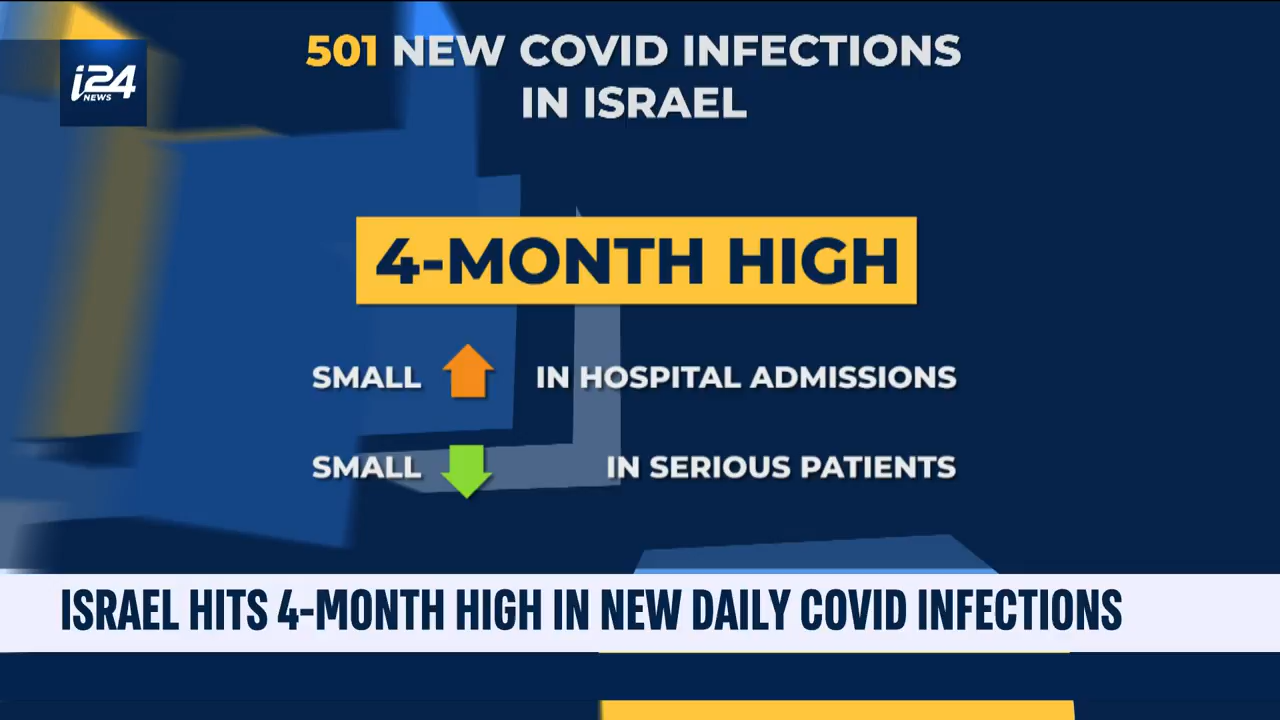 501 NEW COVID INFECTIONS
IN ISRAEL
i24
NEWS
4-MONTH HIGH
SMALL IN HOSPITAL ADMISSIONS
SMALL IN SERIOUS PATIENTS
ISRAEL HITS 4-MONTH HIGH IN NEW DAILY COVID INFECTIONS